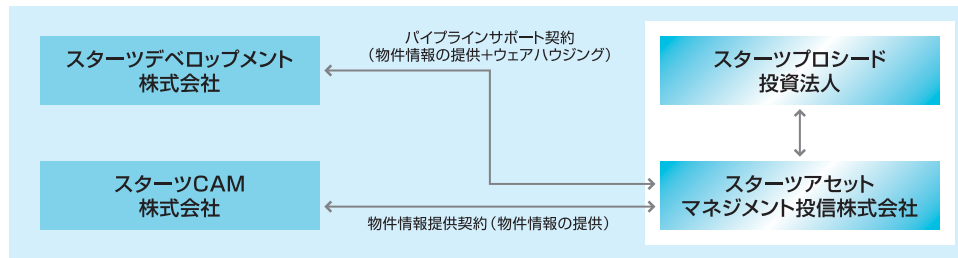 スターツデベロップメント
株式会社
パイプラインサポート契約
（物件情報の提供＋ウェアハウジング）
スターツプロシード
投資法人
スターツCAM
株式会社
物件情報提供契約（物件情報の提供）
スターツアセット
マネジメント投信株式会社